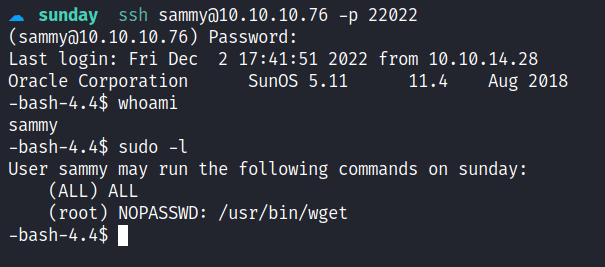 sunday ssh sammy@10.10.10.76 -p 22022
(sammy@10.10.10.76) Password:
Last login: Fri Dec  2 17:41:51 2022 from 10.10.14.28
Oracle Corporation      SunOS 5.11      11.4    Aug 2018
-bash-4.4$ whoami
sammy
-bash-4.4$ sudo -l
User sammy may run the following commands on sunday:
    (ALL) ALL
    (root) NOPASSWD: /usr/bin/wget
-bash-4.4$